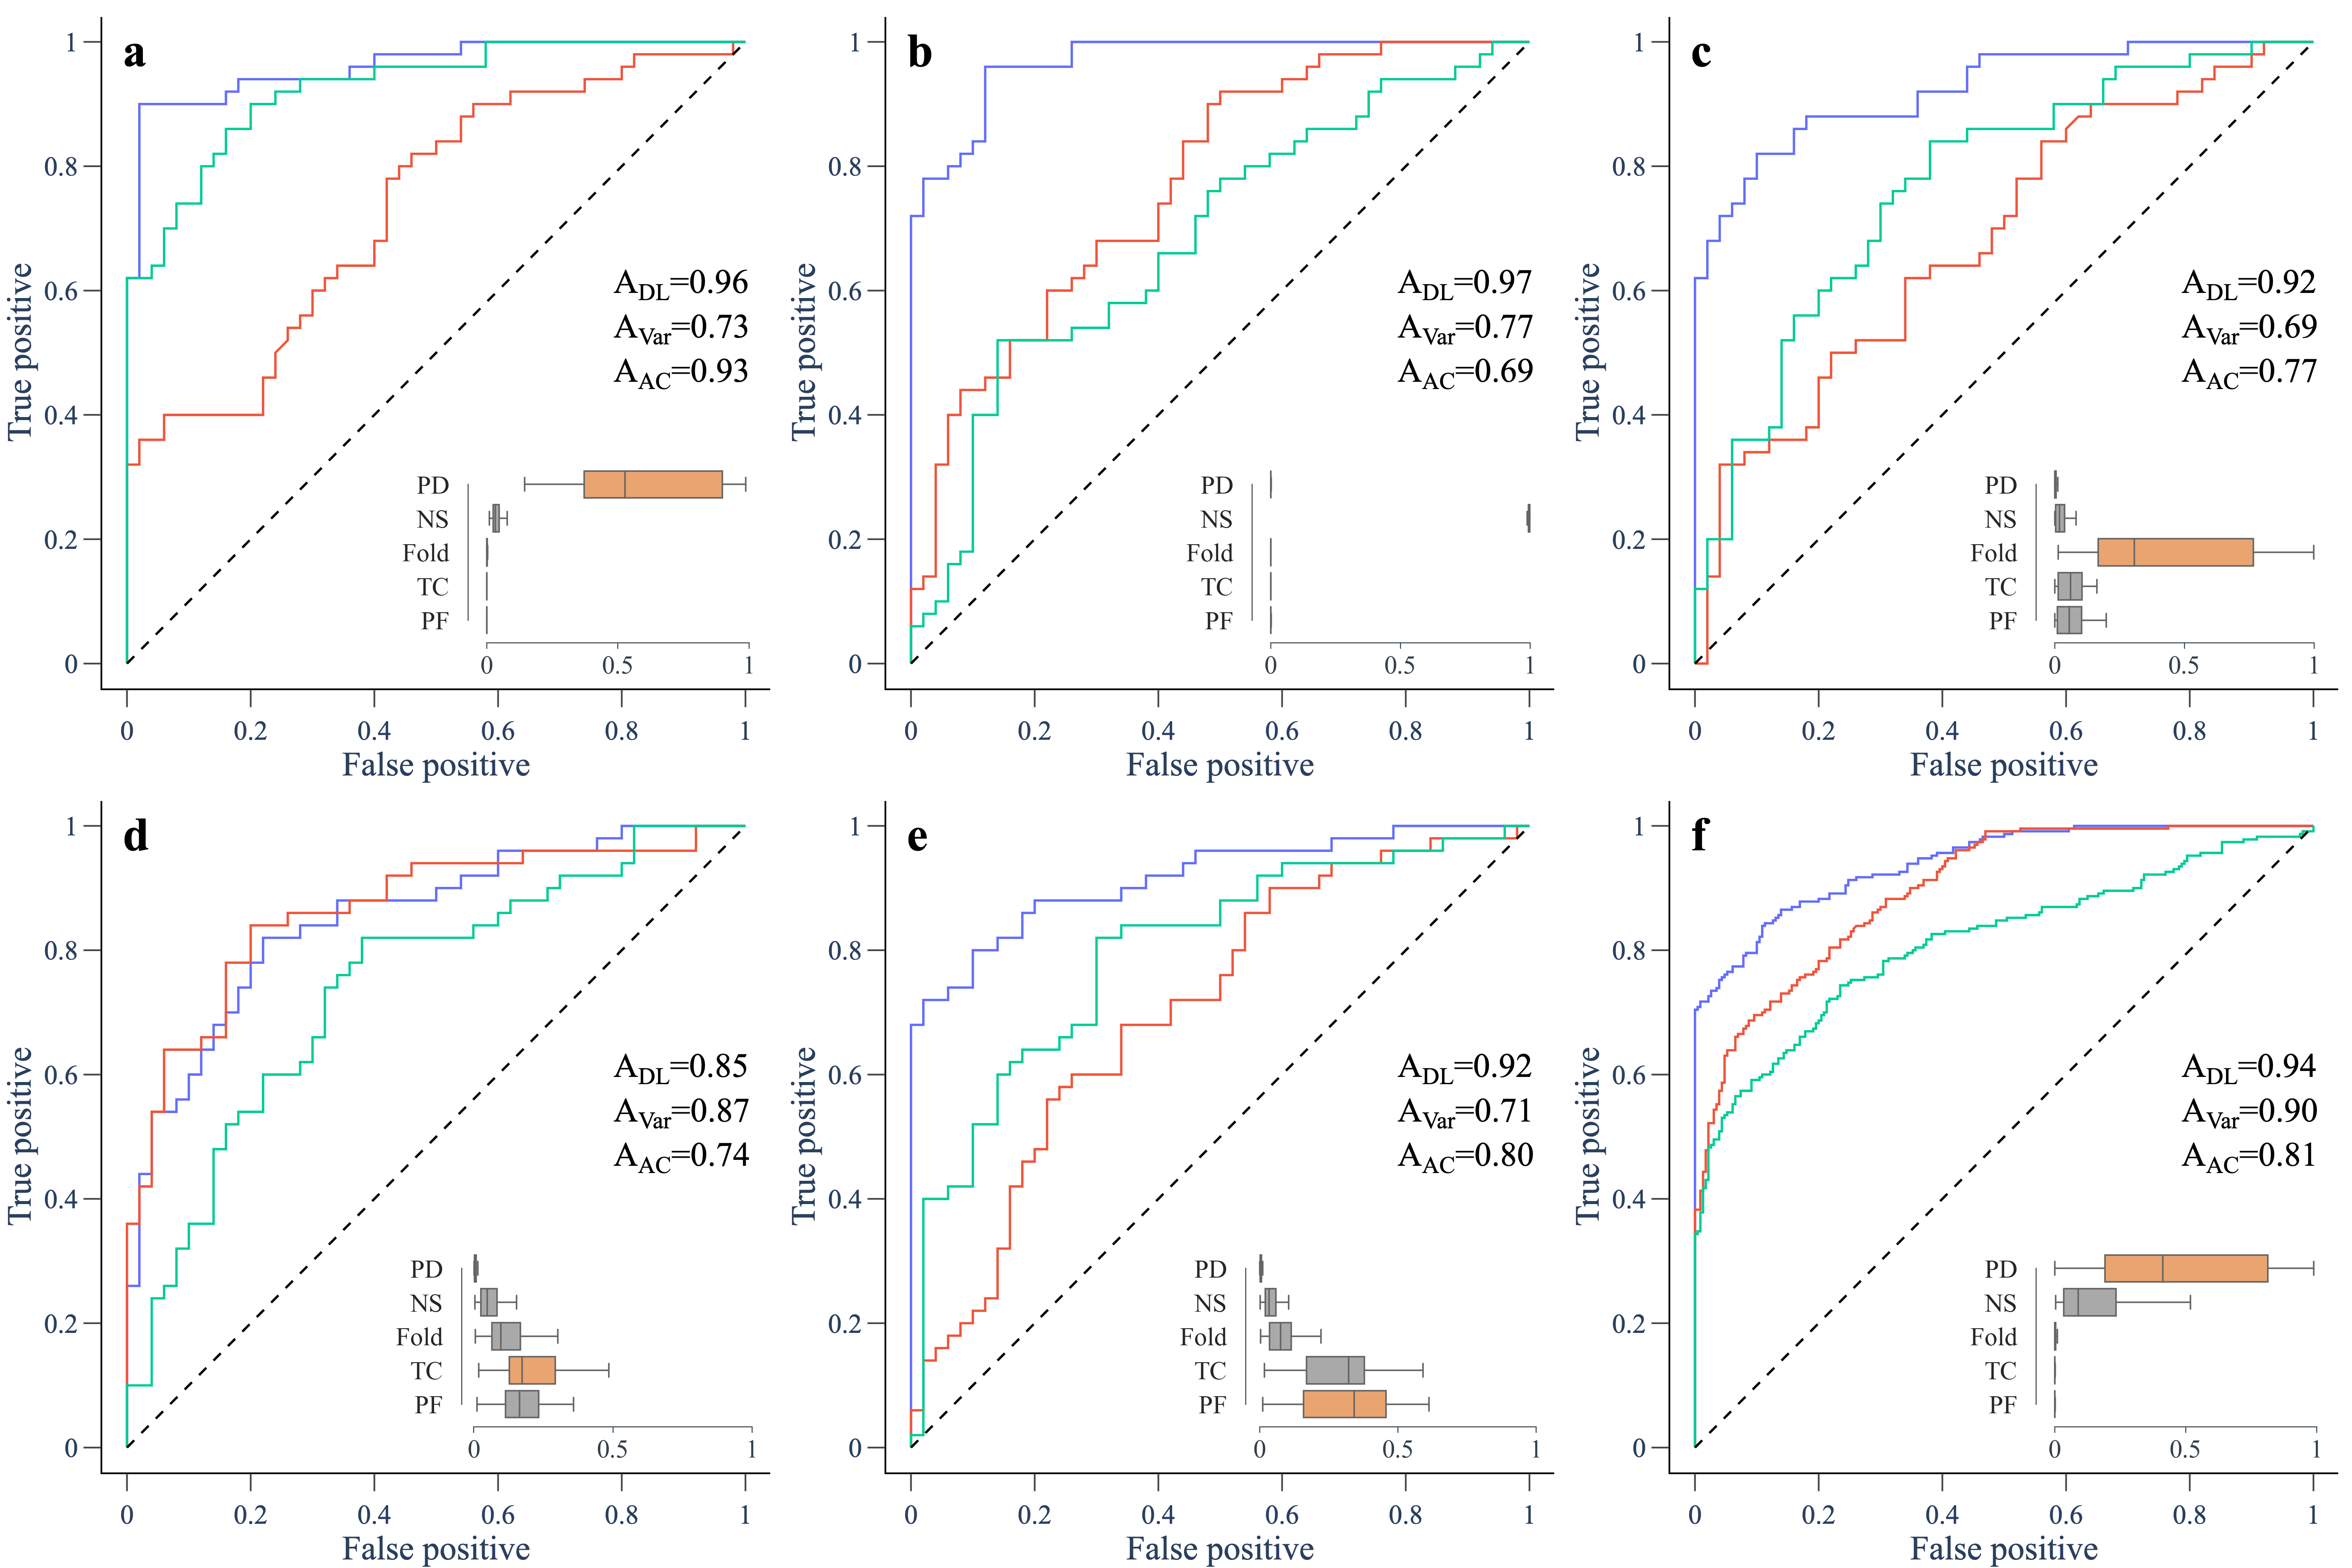 a
True positive
1
0.8
0.6
0.4
0.2
0
A_DL=0.96
A_Var=0.73
A_AC=0.93
PD
NS
Fold
TC
PF
0 0.5 1
0 0.2 0.4 0.6 0.8 1
False positive
b
True positive
1
0.8
0.6
0.4
0.2
0
A_DL=0.97
A_Var=0.77
A_AC=0.69
PD
NS
Fold
TC
PF
0 0.5 1
0 0.2 0.4 0.6 0.8 1
False positive
c
True positive
1
0.8
0.6
0.4
0.2
0
A_DL=0.92
A_Var=0.69
A_AC=0.77
PD
NS
Fold
TC
PF
0 0.5 1
0 0.2 0.4 0.6 0.8 1
False positive
d
True positive
1
0.8
0.6
0.4
0.2
0
A_DL=0.85
A_Var=0.87
A_AC=0.74
PD
NS
Fold
TC
PF
0 0.5 1
0 0.2 0.4 0.6 0.8 1
False positive
e
True positive
1
0.8
0.6
0.4
0.2
0
A_DL=0.92
A_Var=0.71
A_AC=0.80
PD
NS
Fold
TC
PF
0 0.5 1
0 0.2 0.4 0.6 0.8 1
False positive
f
True positive
1
0.8
0.6
0.4
0.2
0
A_DL=0.94
A_Var=0.90
A_AC=0.81
PD
NS
Fold
TC
PF
0 0.5 1
0 0.2 0.4 0.6 0.8 1
False positive